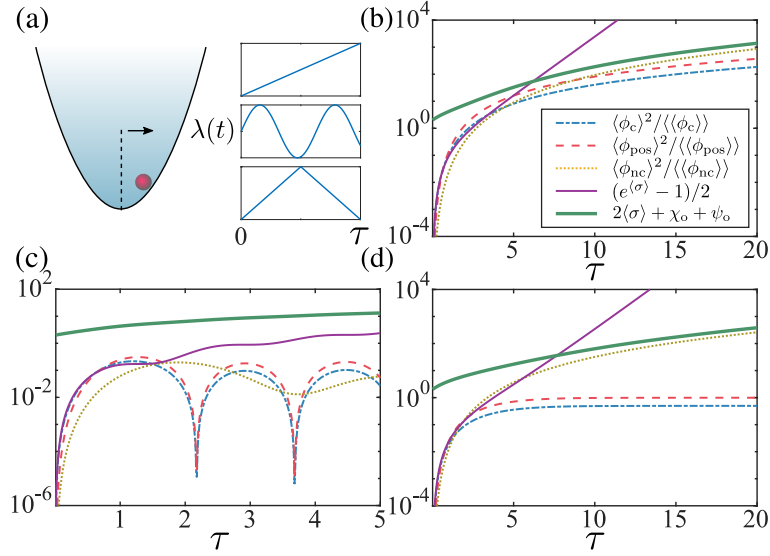 (a)
λ(t)
0 τ
(b)
10^4
10^0
10^-4
5 10 15 20
τ
⟨ϕ_c⟩^2/⟨⟨ϕ_c⟩⟩
⟨ϕ_pos⟩^2/⟨⟨ϕ_pos⟩⟩
⟨ϕ_nc⟩^2/⟨⟨ϕ_nc⟩⟩
(e^⟨σ⟩ − 1)/2
2⟨σ⟩ + χ_o + ψ_o
(c)
10^2
10^-2
10^-6
1 2 3 4 5
τ
(d)
10^4
10^0
10^-4
5 10 15 20
τ